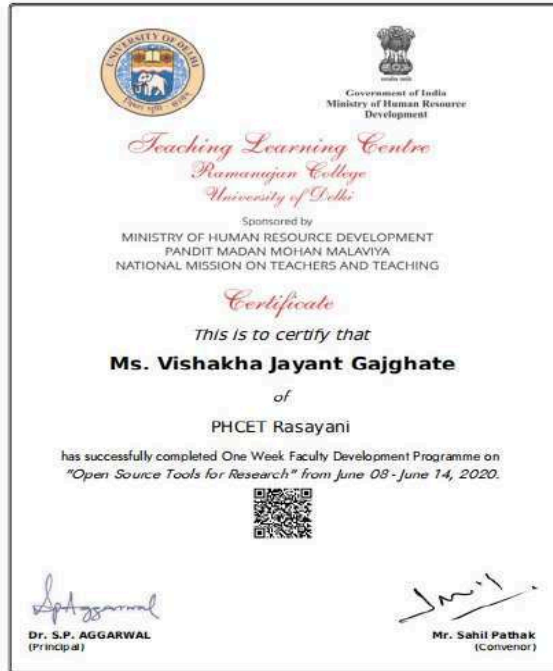 UNIVERSITY OF DELHI
Government of India
Ministry of Human Resource
Development
Teaching Learning Centre
Ramanujan College
University of Delhi
Sponsored by
MINISTRY OF HUMAN RESOURCE DEVELOPMENT
PANDIT MADAN MOHAN MALAVIYA
NATIONAL MISSION ON TEACHERS AND TEACHING
Certificate
This is to certify that
Ms. Vishakha Jayant Gajghate
of
PHCET Rasayani
has successfully completed One Week Faculty Development Programme on
"Open Source Tools for Research" from June 08 - June 14, 2020.
SpAggarwal
Dr. S.P. AGGARWAL
(Principal)
Mr. Sahil Pathak
(Convenor)